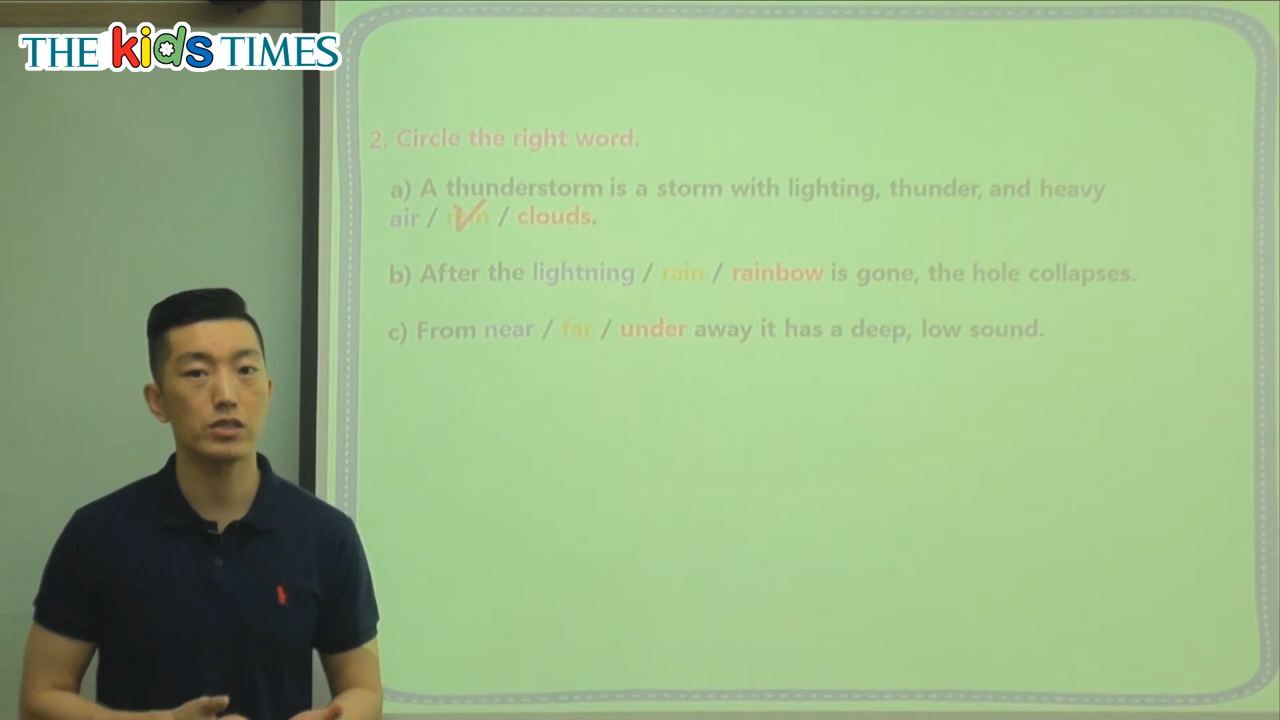 THE kids TIMES
2. Circle the right word.
a) A thunderstorm is a storm with lighting, thunder, and heavy
air / rain / clouds.
b) After the lightning / rain / rainbow is gone, the hole collapses.
c) From near / far / under away it has a deep, low sound.